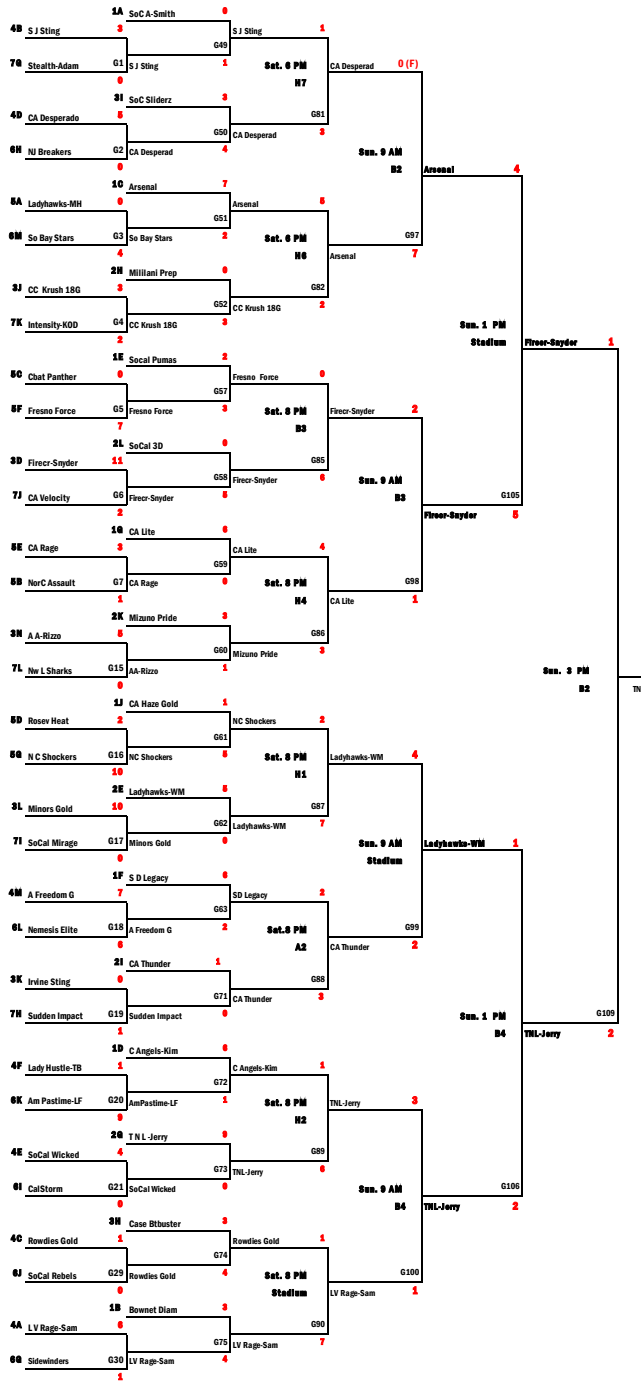 1A SoC A-Smith 0
4B S J Sting 3
G49 S J Sting 1
7G Stealth-Adam G1 S J Sting 1
0
Sat. 6 PM
H7
CA Desperad 0 (F)
3I SoC Sliderz 3
4D CA Desperado 5
G50 CA Desperad 3
G81
6H NJ Breakers G2 CA Desperad 4
0
Sun. 9 AM
B2
Arsenal 4
1C Arsenal 7
5A Ladyhawks-MH 0
G51 Arsenal 5
6M So Bay Stars G3 So Bay Stars 2
4
Sat. 6 PM
H6
G97
Arsenal 7
2H Mililani Prep 0
3J CC Krush 18G 3
G52 CC Krush 18G 2
G82
7K Intensity-KOD G4 CC Krush 18G 3
2
Sun. 1 PM
Stadium
Firecr-Snyder 1
1E Socal Pumas 2
5C Cbat Panther 0
G57 Fresno Force 0
5F Fresno Force G5 Fresno Force 3
7
Sat. 8 PM
B3
Firecr-Snyder 2
2L SoCal 3D 0
3D Firecr-Snyder 11
G58 Firecr-Snyder 6
G85
7J CA Velocity G6 Firecr-Snyder 5
2
Sun. 9 AM
B3
G105
Firecr-Snyder 5
1G CA Lite 6
5E CA Rage 3
G59 CA Lite 4
5B NorC Assault G7 CA Rage 0
1
Sat. 8 PM
H4
G98
CA Lite 1
2K Mizuno Pride 3
3N A A-Rizzo 5
G60 Mizuno Pride 3
G86
7L Nw L Sharks G15 AA-Rizzo 1
0
Sun. 3 PM
B2
TN
1J CA Haze Gold 1
5D Rosev Heat 2
G61 NC Shockers 2
5G N C Shockers G16 NC Shockers 5
10
Sat. 8 PM
H1
Ladyhawks-WM 4
2E Ladyhawks-WM 5
3L Minors Gold 10
G62 Ladyhawks-WM 7
G87
7I SoCal Mirage G17 Minors Gold 0
0
Sun. 9 AM
Stadium
Ladyhawks-WM 1
1F S D Legacy 6
4M A Freedom G 7
G63 SD Legacy 2
6L Nemesis Elite G18 A Freedom G 2
6
Sat.8 PM
A2
G99
CA Thunder 2
2I CA Thunder 1
3K Irvine Sting 0
G71 CA Thunder 3
G88
7H Sudden Impact G19 Sudden Impact 0
1
Sun. 1 PM
B4
G109
TNL-Jerry 2
1D C Angels-Kim 6
4F Lady Hustle-TB 1
G72 C Angels-Kim 1
6K Am Pastime-LF G20 AmPastime-LF 1
9
Sat. 8 PM
H2
TNL-Jerry 3
2G T N L -Jerry 9
4E SoCal Wicked 4
G73 TNL-Jerry 6
G89
6I CalStorm G21 SoCal Wicked 0
0
Sun. 9 AM
B4
G106
TNL-Jerry 2
3H Case Btbuster 3
4C Rowdies Gold 1
G74 Rowdies Gold 1
6J SoCal Rebels G29 Rowdies Gold 4
0
Sat. 8 PM
Stadium
G100
LV Rage-Sam 1
1B Bownet Diam 3
4A L V Rage-Sam 6
G75 LV Rage-Sam 7
G90
6G Sidewinders G30 LV Rage-Sam 4
1